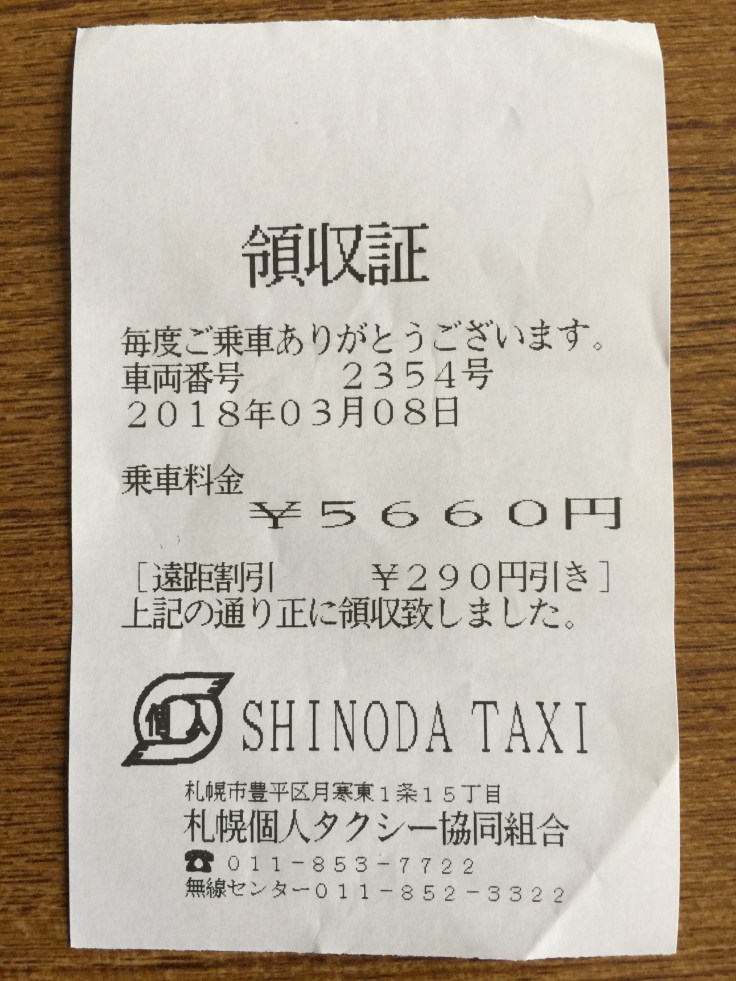 領収証
毎度ご乗車ありがとうございます。
車両番号 2354号
2018年03月08日
乗車料金
¥5660円
[遠距割引 ¥290円引き]
上記の通り正に領収致しました。
個人 SHINODA TAXI
札幌市豊平区月寒東1条15丁目
札幌個人タクシー協同組合
☎ 011-853-7722
無線センター011-852-3322